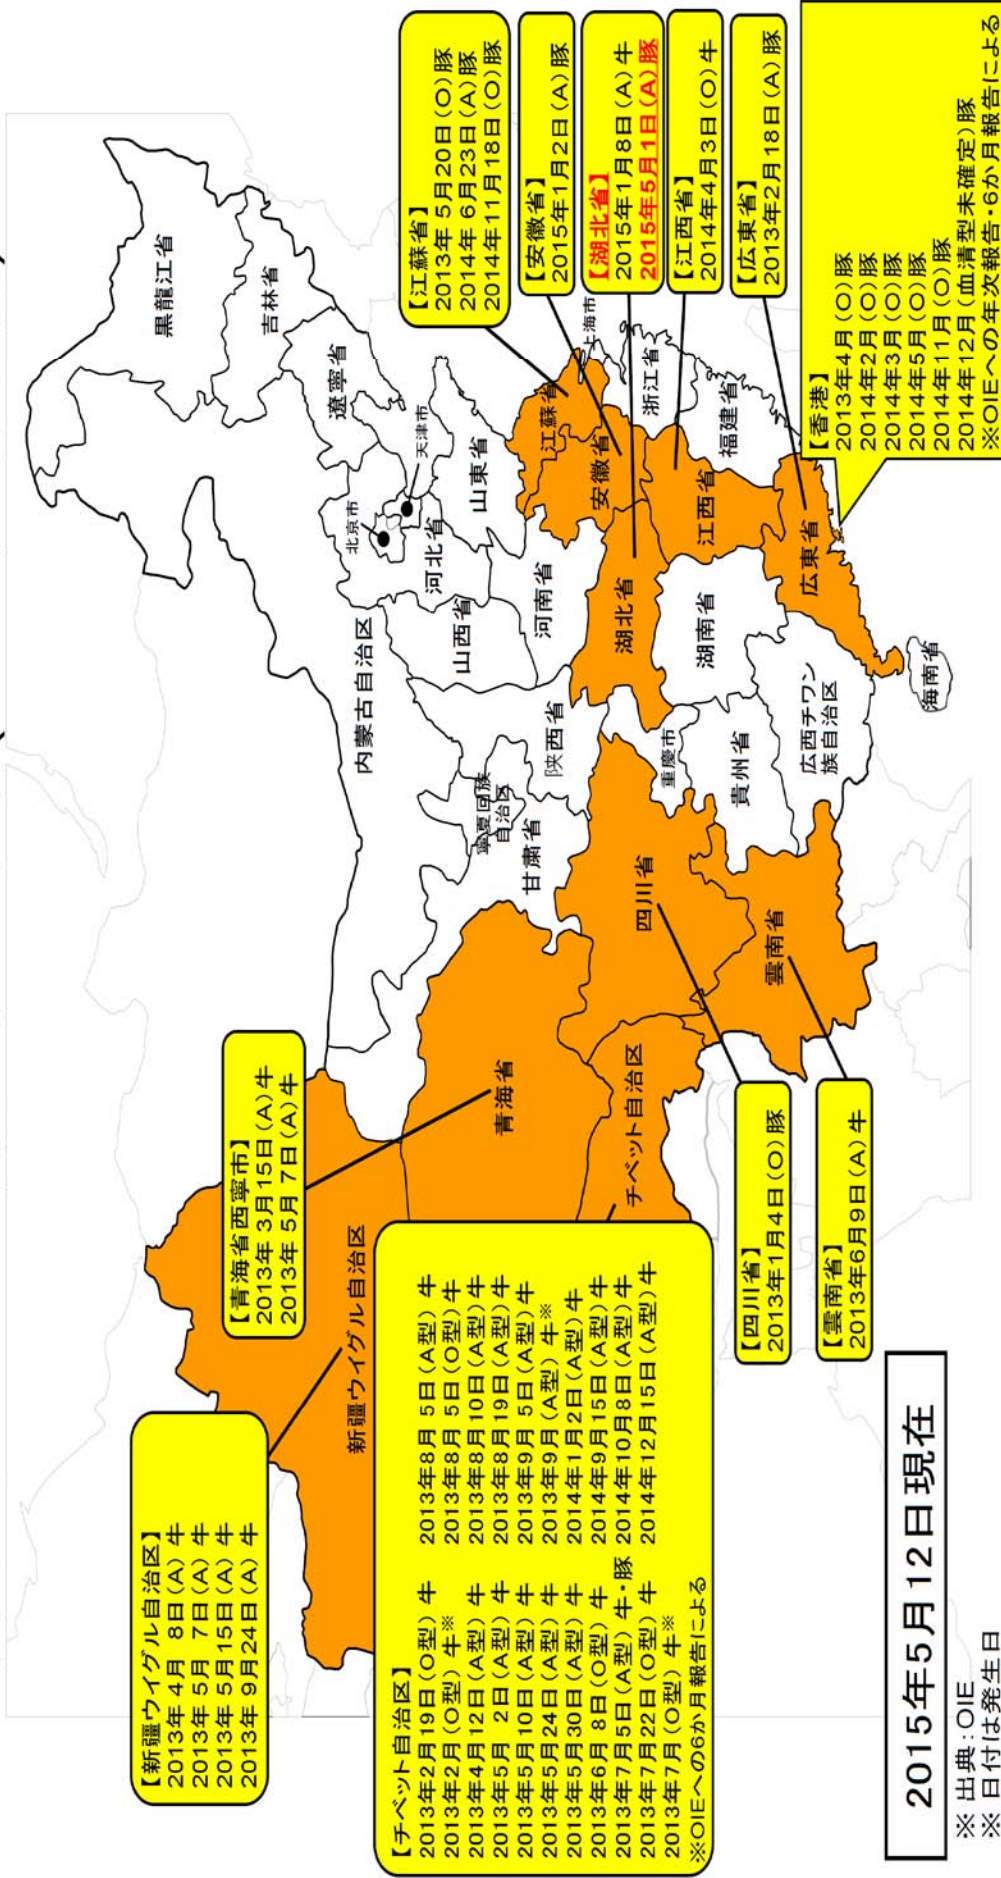 【新疆ウイグル自治区】
2013年 4月 8日(A) 牛
2013年 5月 7日(A) 牛
2013年 5月15日(A) 牛
2013年 9月24日(A) 牛
【青海省西寧市】
2013年 3月15日(A)牛
2013年 5月 7日(A)牛
【チベット自治区】
2013年2月19日(O型) 牛
2013年2月(O型) 牛※
2013年4月12日(A型) 牛
2013年5月 2日(A型) 牛
2013年5月10日(A型) 牛
2013年5月24日(A型) 牛
2013年5月30日(A型) 牛
2013年6月 8日(O型) 牛
2013年7月5日(A型) 牛・豚
2013年7月22日(O型) 牛
2013年7月(O型) 牛※
※OIEへの6か月報告による
2013年8月 5日(A型) 牛
2013年8月 5日(O型) 牛
2013年8月10日(A型) 牛
2013年8月19日(A型) 牛
2013年9月 5日(A型) 牛
2013年9月(A型) 牛※
2014年1月2日(A型) 牛
2014年9月15日(A型) 牛
2014年10月8日(A型) 牛
2014年12月15日(A型) 牛
【四川省】
2013年1月4日(O) 豚
【雲南省】
2013年6月9日(A) 牛
【江蘇省】
2013年 5月20日(O)豚
2014年 6月23日(A)豚
2014年11月18日(O)豚
【安徽省】
2015年1月2日(A)豚
【湖北省】
2015年1月8日(A)牛
2015年5月1日(A)豚
【江西省】
2014年4月3日(O)牛
【広東省】
2013年2月18日(A)豚
【香港】
2013年4月(O)豚
2014年2月(O)豚
2014年3月(O)豚
2014年5月(O)豚
2014年11月(O)豚
2014年12月(血清型未確定)豚
※OIEへの年次報告・6か月報告による
黒龍江省
吉林省
遼寧省
内蒙古自治区
北京市
天津市
河北省
山東省
山西省
河南省
陝西省
寧夏回族
自治区
甘粛省
新疆ウイグル自治区
青海省
チベット自治区
四川省
重慶市
湖北省
安徽省
江蘇省
上海市
浙江省
江西省
福建省
湖南省
貴州省
雲南省
広西チワン
族自治区
広東省
海南省
2015年5月12日現在
※ 出典:OIE
※ 日付は発生日